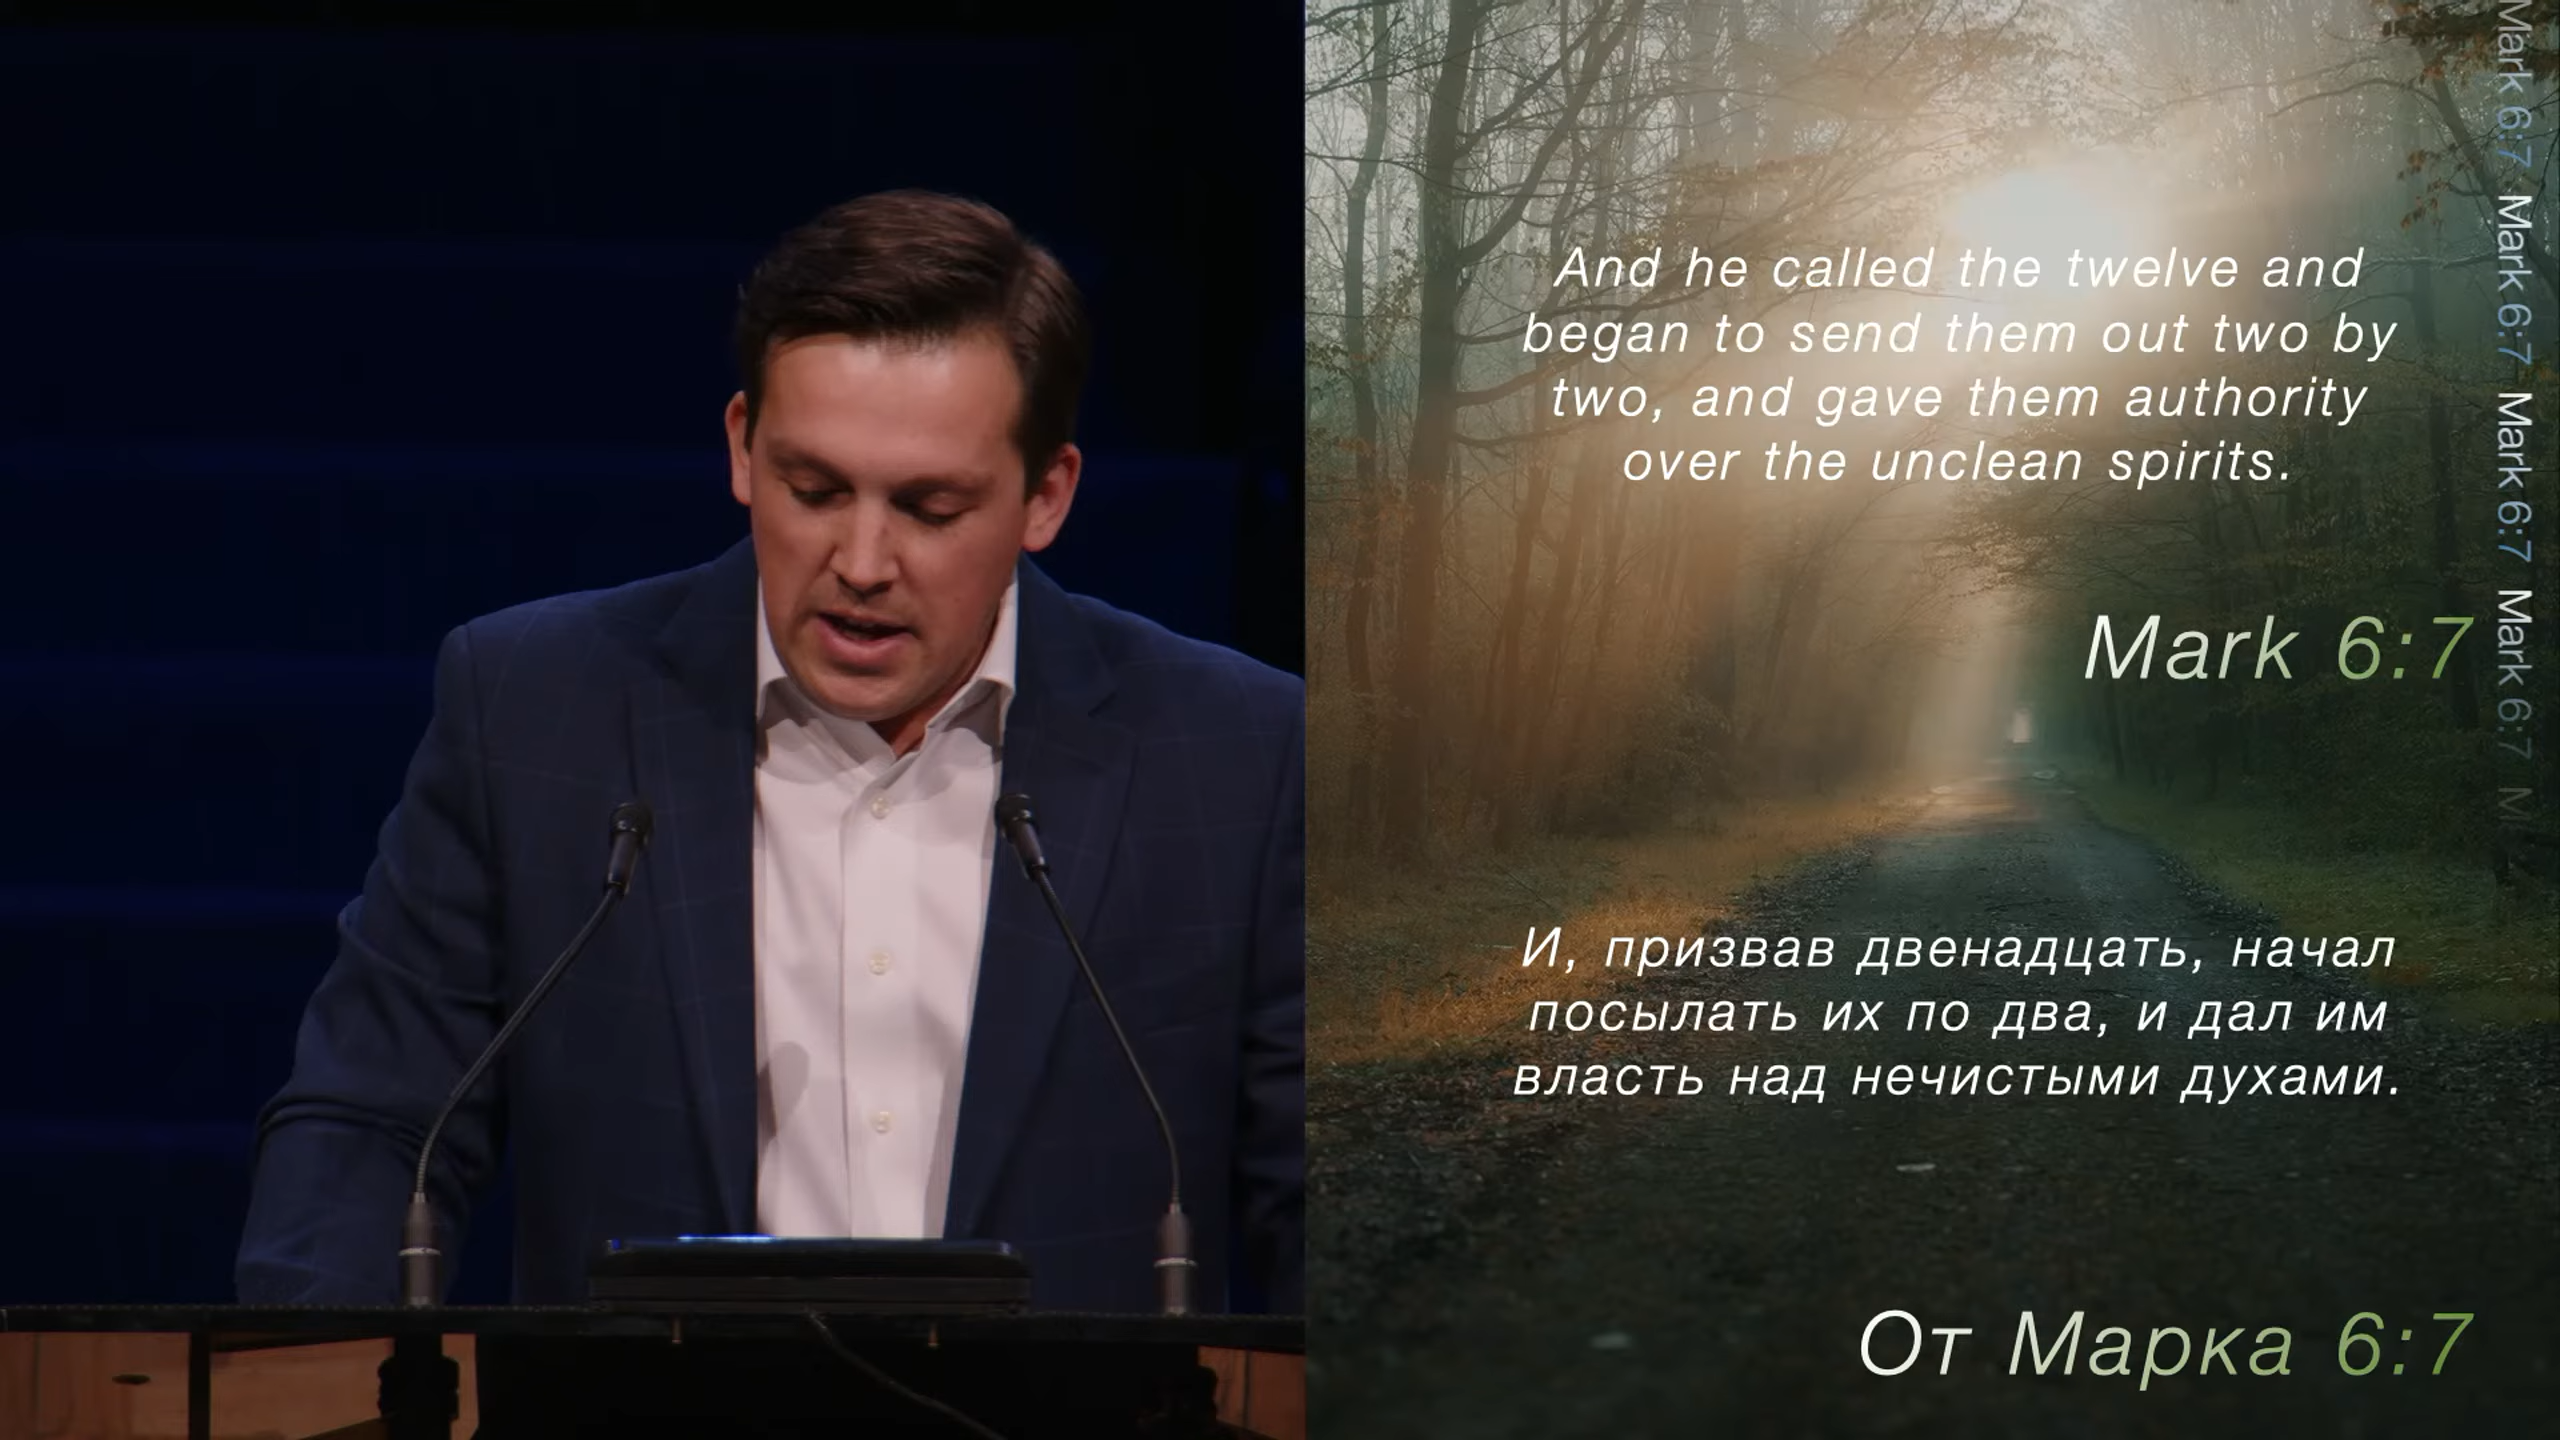 And he called the twelve and
began to send them out two by
two, and gave them authority
over the unclean spirits.
Mark 6:7
И, призвав двенадцать, начал
посылать их по два, и дал им
власть над нечистыми духами.
От Марка 6:7
Mark 6:7 Mark 6:7 Mark 6:7 Mark 6:7 M